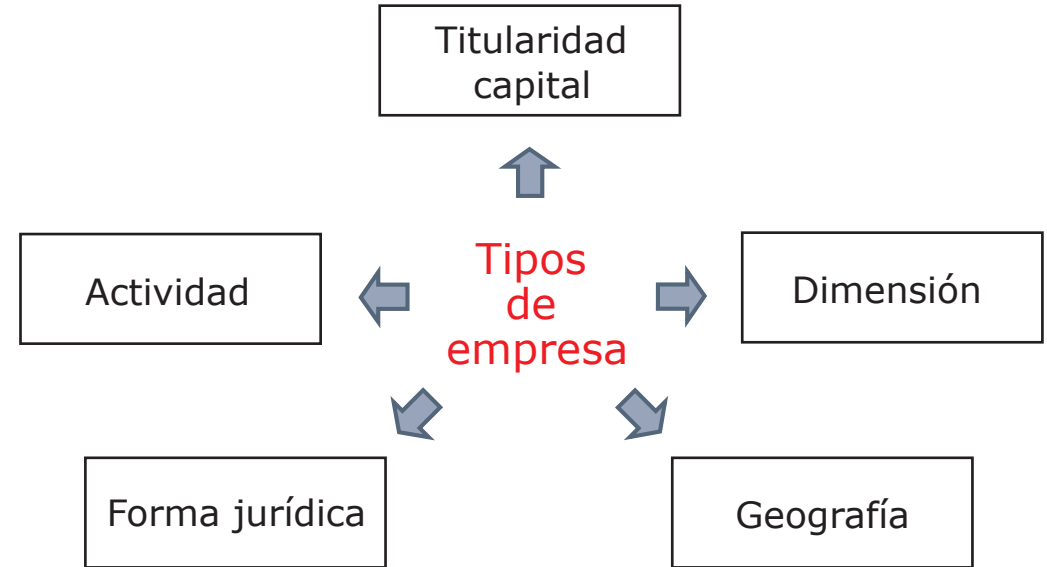 Titularidad
capital
Actividad
Tipos
de
empresa
Dimensión
Forma jurídica
Geografía